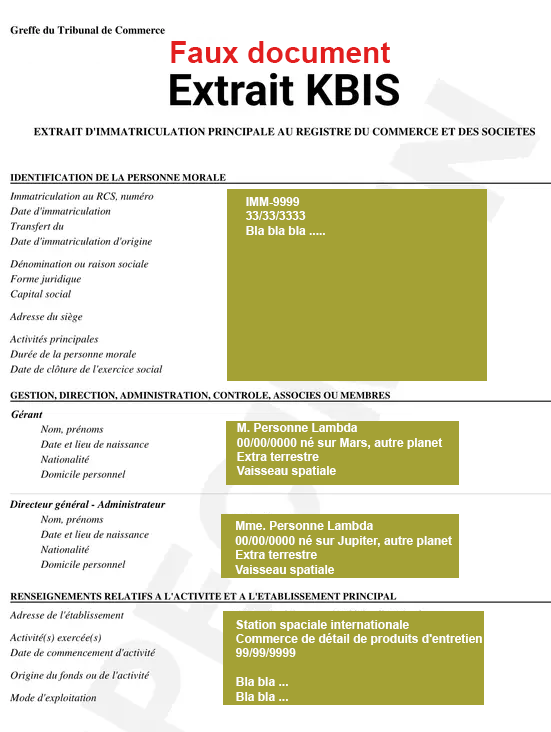 Greffe du Tribunal de Commerce
Faux document
Extrait KBIS
EXTRAIT D'IMMATRICULATION PRINCIPALE AU REGISTRE DU COMMERCE ET DES SOCIETES
IDENTIFICATION DE LA PERSONNE MORALE
Immatriculation au RCS, numéro IMM-9999
Date d'immatriculation 33/33/3333
Transfert du Bla bla bla .....
Date d'immatriculation d'origine
Dénomination ou raison sociale
Forme juridique
Capital social
Adresse du siège
Activités principales
Durée de la personne morale
Date de clôture de l'exercice social
GESTION, DIRECTION, ADMINISTRATION, CONTROLE, ASSOCIES OU MEMBRES
Gérant
Nom, prénoms M. Personne Lambda
Date et lieu de naissance 00/00/0000 né sur Mars, autre planet
Nationalité Extra terrestre
Domicile personnel Vaisseau spatiale
Directeur général - Administrateur
Nom, prénoms Mme. Personne Lambda
Date et lieu de naissance 00/00/0000 né sur Jupiter, autre planet
Nationalité Extra terrestre
Domicile personnel Vaisseau spatiale
RENSEIGNEMENTS RELATIFS A L'ACTIVITE ET A L'ETABLISSEMENT PRINCIPAL
Adresse de l'établissement Station spaciale internationale
Activité(s) exercée(s) Commerce de détail de produits d'entretien
Date de commencement d'activité 99/99/9999
Origine du fonds ou de l'activité Bla bla ...
Mode d'exploitation Bla bla ...